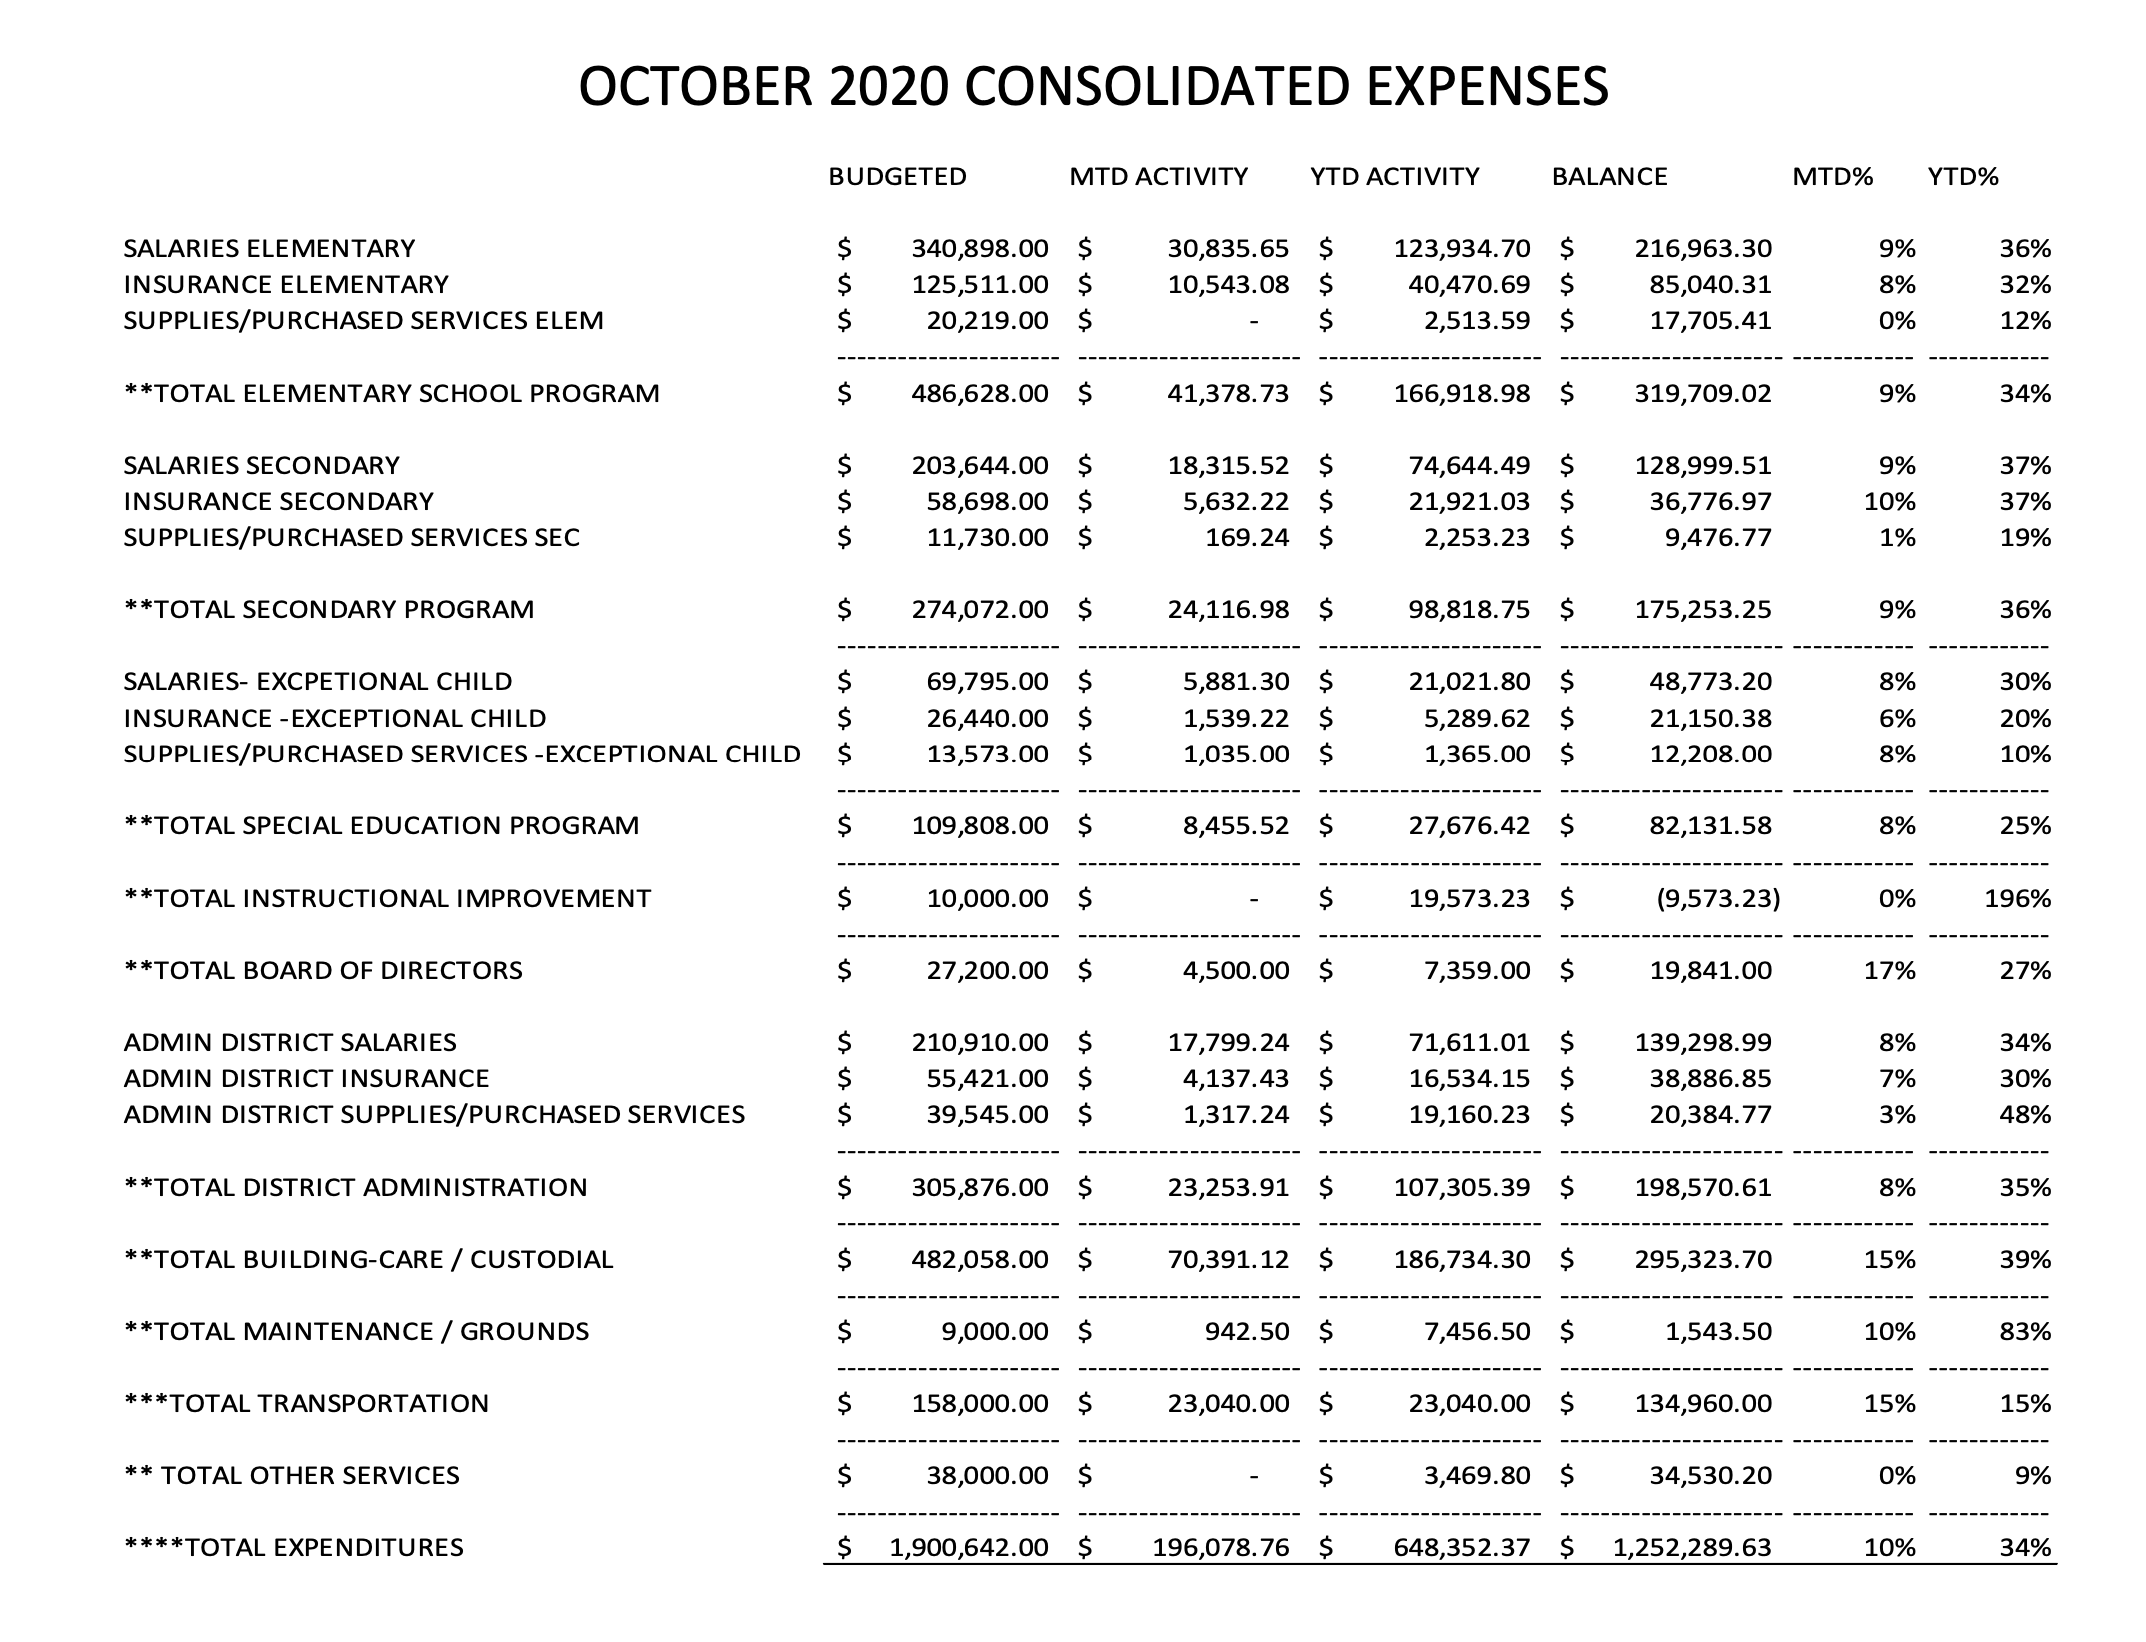 OCTOBER 2020 CONSOLIDATED EXPENSES
BUDGETED MTD ACTIVITY YTD ACTIVITY BALANCE MTD% YTD%
SALARIES ELEMENTARY $ 340,898.00 $ 30,835.65 $ 123,934.70 $ 216,963.30 9% 36%
INSURANCE ELEMENTARY $ 125,511.00 $ 10,543.08 $ 40,470.69 $ 85,040.31 8% 32%
SUPPLIES/PURCHASED SERVICES ELEM $ 20,219.00 $ - $ 2,513.59 $ 17,705.41 0% 12%
---------------------- ---------------------- ---------------------- ---------------------- ------------ ------------
**TOTAL ELEMENTARY SCHOOL PROGRAM $ 486,628.00 $ 41,378.73 $ 166,918.98 $ 319,709.02 9% 34%
SALARIES SECONDARY $ 203,644.00 $ 18,315.52 $ 74,644.49 $ 128,999.51 9% 37%
INSURANCE SECONDARY $ 58,698.00 $ 5,632.22 $ 21,921.03 $ 36,776.97 10% 37%
SUPPLIES/PURCHASED SERVICES SEC $ 11,730.00 $ 169.24 $ 2,253.23 $ 9,476.77 1% 19%
**TOTAL SECONDARY PROGRAM $ 274,072.00 $ 24,116.98 $ 98,818.75 $ 175,253.25 9% 36%
---------------------- ---------------------- ---------------------- ---------------------- ------------ ------------
SALARIES- EXCPETIONAL CHILD $ 69,795.00 $ 5,881.30 $ 21,021.80 $ 48,773.20 8% 30%
INSURANCE -EXCEPTIONAL CHILD $ 26,440.00 $ 1,539.22 $ 5,289.62 $ 21,150.38 6% 20%
SUPPLIES/PURCHASED SERVICES -EXCEPTIONAL CHILD $ 13,573.00 $ 1,035.00 $ 1,365.00 $ 12,208.00 8% 10%
---------------------- ---------------------- ---------------------- ---------------------- ------------ ------------
**TOTAL SPECIAL EDUCATION PROGRAM $ 109,808.00 $ 8,455.52 $ 27,676.42 $ 82,131.58 8% 25%
---------------------- ---------------------- ---------------------- ---------------------- ------------ ------------
**TOTAL INSTRUCTIONAL IMPROVEMENT $ 10,000.00 $ - $ 19,573.23 $ (9,573.23) 0% 196%
---------------------- ---------------------- ---------------------- ---------------------- ------------ ------------
**TOTAL BOARD OF DIRECTORS $ 27,200.00 $ 4,500.00 $ 7,359.00 $ 19,841.00 17% 27%
ADMIN DISTRICT SALARIES $ 210,910.00 $ 17,799.24 $ 71,611.01 $ 139,298.99 8% 34%
ADMIN DISTRICT INSURANCE $ 55,421.00 $ 4,137.43 $ 16,534.15 $ 38,886.85 7% 30%
ADMIN DISTRICT SUPPLIES/PURCHASED SERVICES $ 39,545.00 $ 1,317.24 $ 19,160.23 $ 20,384.77 3% 48%
---------------------- ---------------------- ---------------------- ---------------------- ------------ ------------
**TOTAL DISTRICT ADMINISTRATION $ 305,876.00 $ 23,253.91 $ 107,305.39 $ 198,570.61 8% 35%
---------------------- ---------------------- ---------------------- ---------------------- ------------ ------------
**TOTAL BUILDING-CARE / CUSTODIAL $ 482,058.00 $ 70,391.12 $ 186,734.30 $ 295,323.70 15% 39%
---------------------- ---------------------- ---------------------- ---------------------- ------------ ------------
**TOTAL MAINTENANCE / GROUNDS $ 9,000.00 $ 942.50 $ 7,456.50 $ 1,543.50 10% 83%
---------------------- ---------------------- ---------------------- ---------------------- ------------ ------------
***TOTAL TRANSPORTATION $ 158,000.00 $ 23,040.00 $ 23,040.00 $ 134,960.00 15% 15%
---------------------- ---------------------- ---------------------- ---------------------- ------------ ------------
** TOTAL OTHER SERVICES $ 38,000.00 $ - $ 3,469.80 $ 34,530.20 0% 9%
---------------------- ---------------------- ---------------------- ---------------------- ------------ ------------
****TOTAL EXPENDITURES $ 1,900,642.00 $ 196,078.76 $ 648,352.37 $ 1,252,289.63 10% 34%